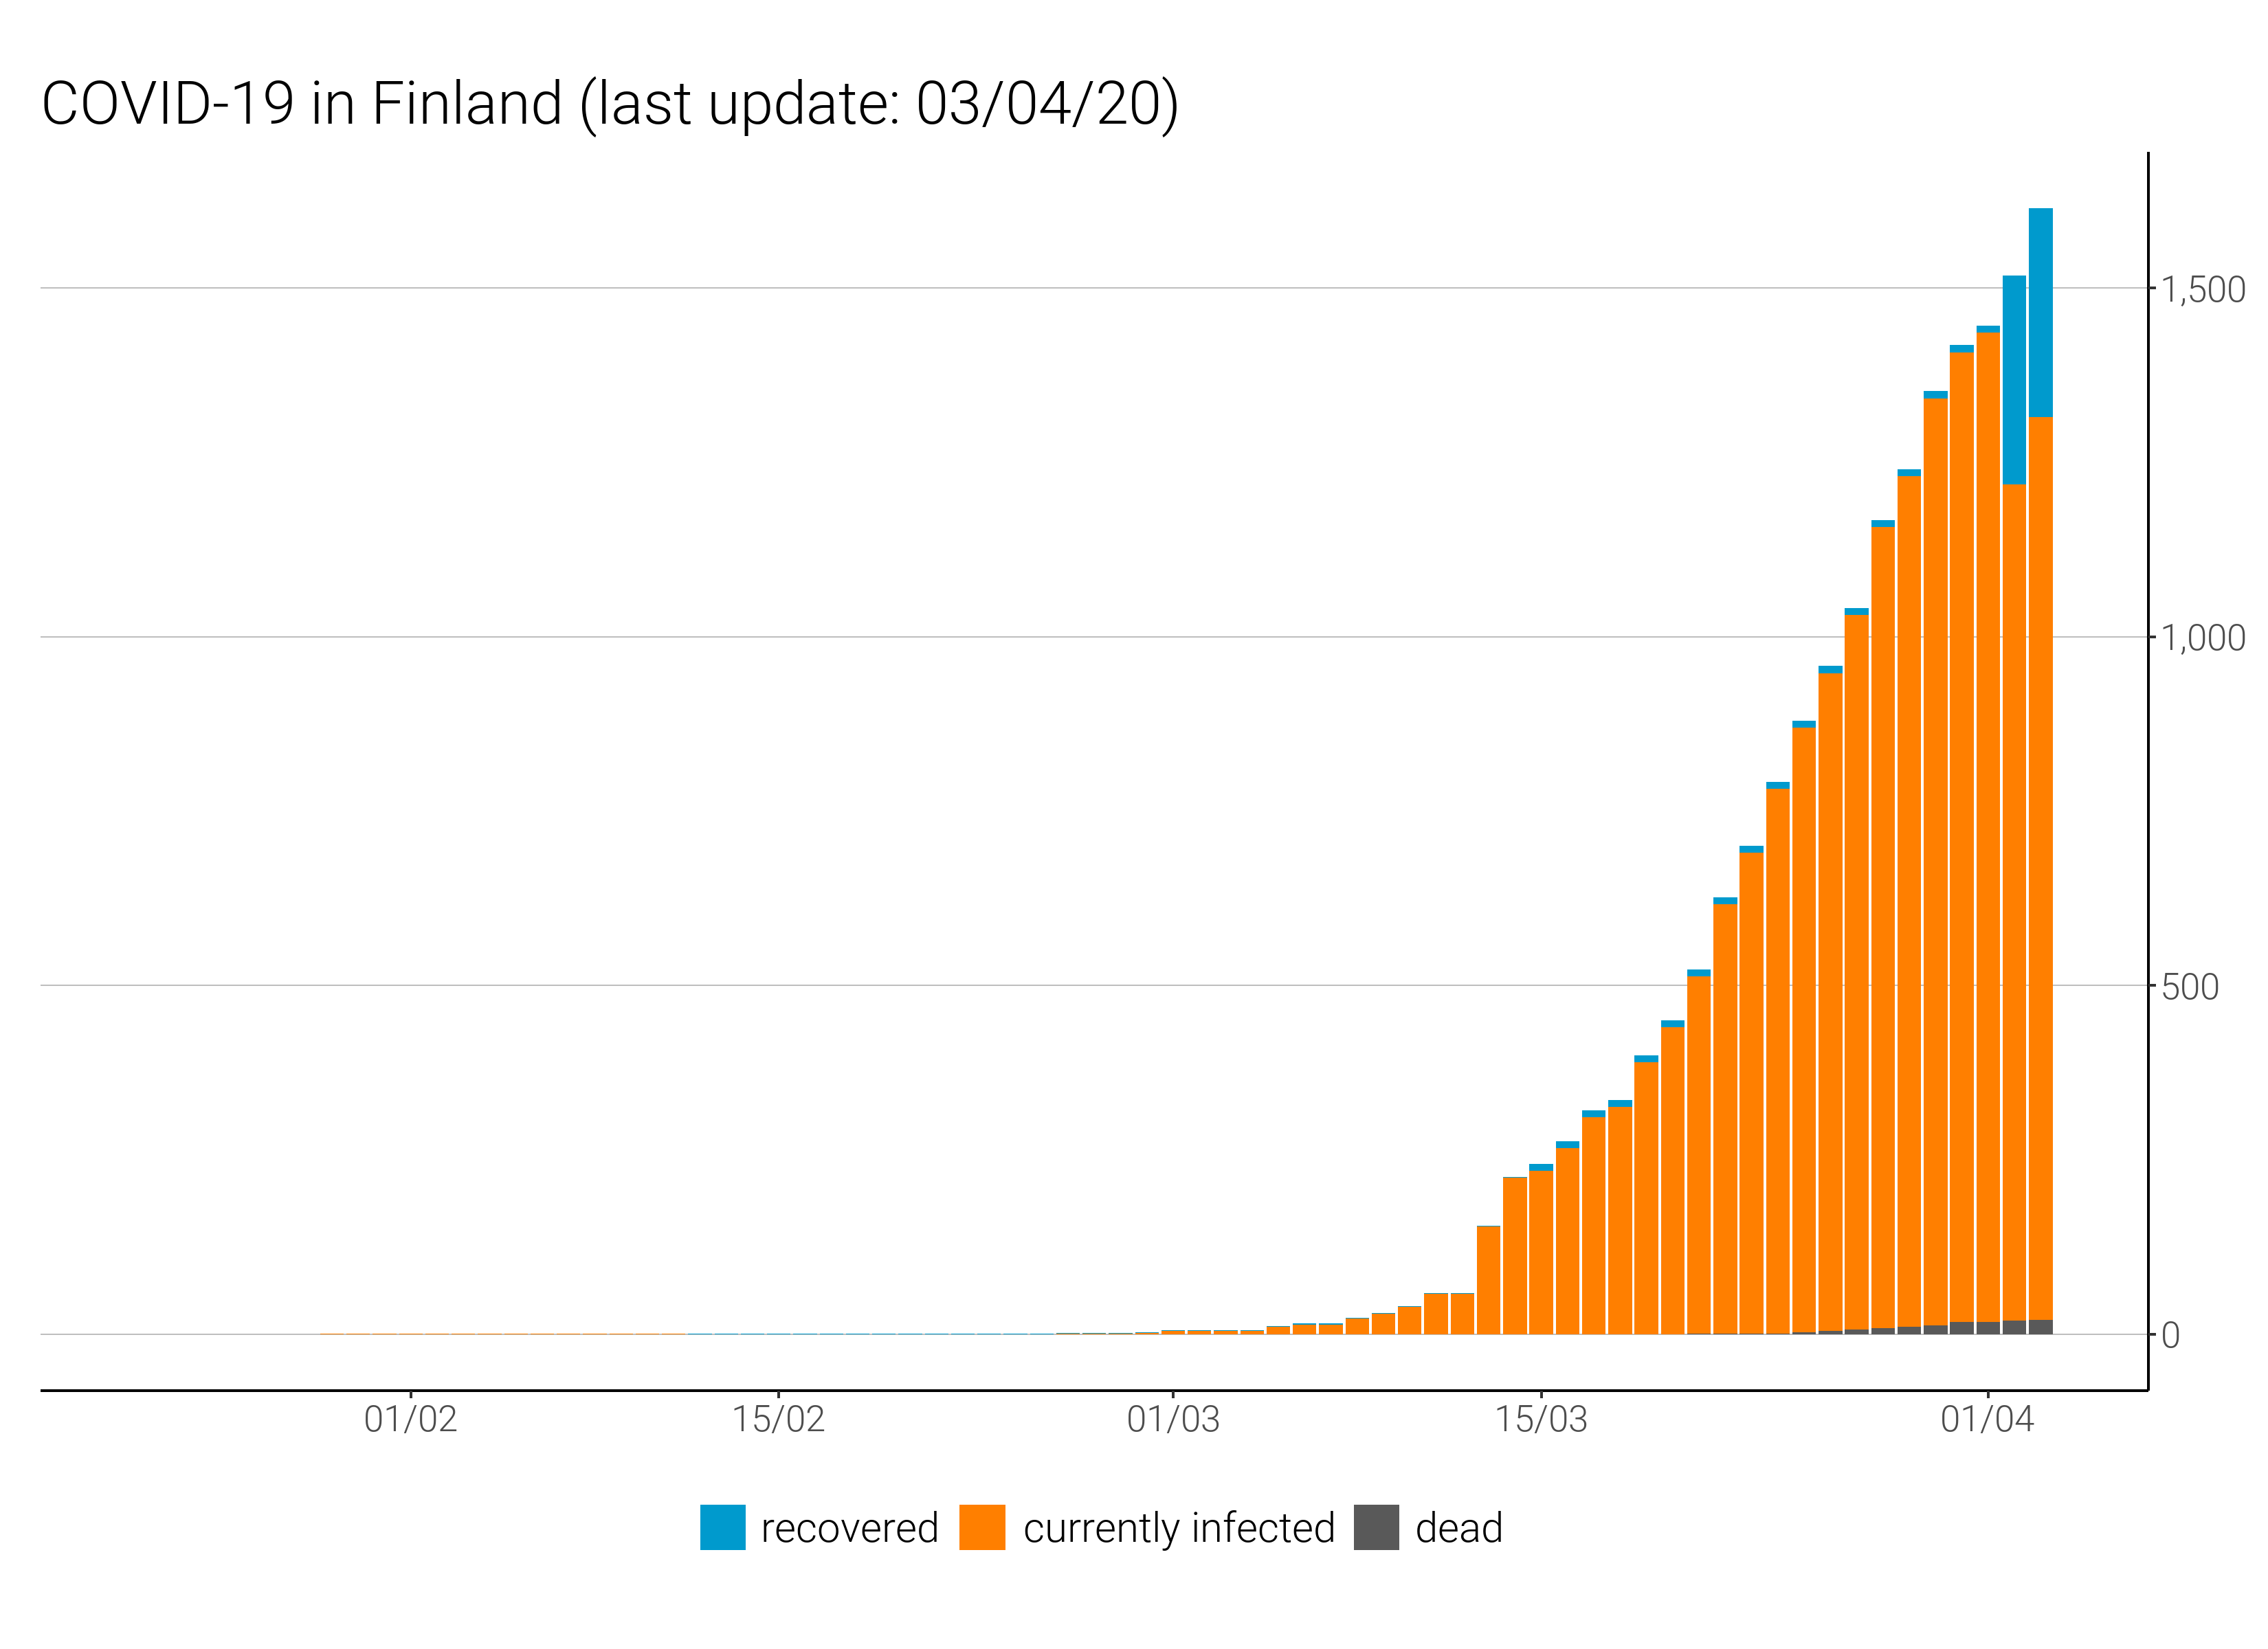 COVID-19 in Finland (last update: 03/04/20)
1,500
1,000
500
0
01/02 15/02 01/03 15/03 01/04
recovered currently infected dead